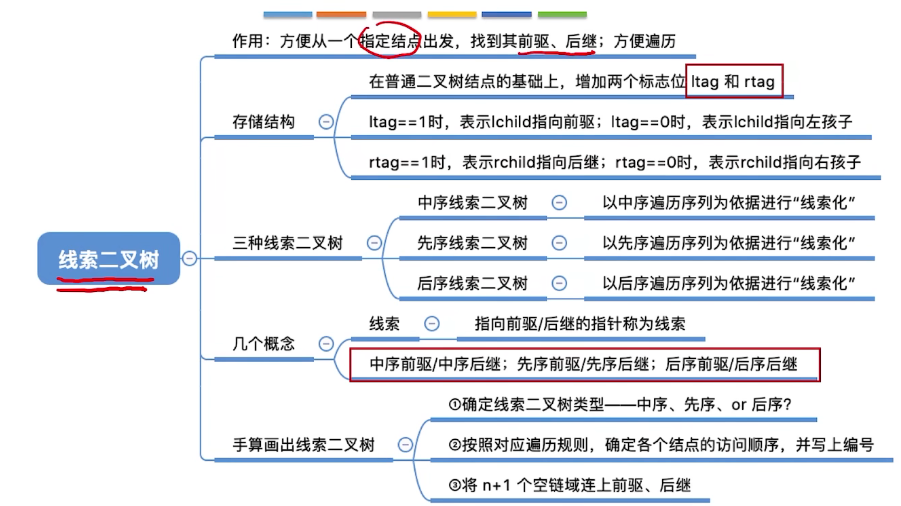 作用：方便从一个指定结点出发，找到其前驱、后继；方便遍历
在普通二叉树结点的基础上，增加两个标志位 ltag 和 rtag
存储结构
ltag==1时，表示lchild指向前驱；ltag==0时，表示lchild指向左孩子
rtag==1时，表示rchild指向后继；rtag==0时，表示rchild指向右孩子
中序线索二叉树
以中序遍历序列为依据进行“线索化”
三种线索二叉树
先序线索二叉树
以先序遍历序列为依据进行“线索化”
线索二叉树
后序线索二叉树
以后序遍历序列为依据进行“线索化”
几个概念
线索
指向前驱/后继的指针称为线索
中序前驱/中序后继；先序前驱/先序后继；后序前驱/后序后继
①确定线索二叉树类型——中序、先序、or 后序？
手算画出线索二叉树
②按照对应遍历规则，确定各个结点的访问顺序，并写上编号
③将 n+1 个空链域连上前驱、后继